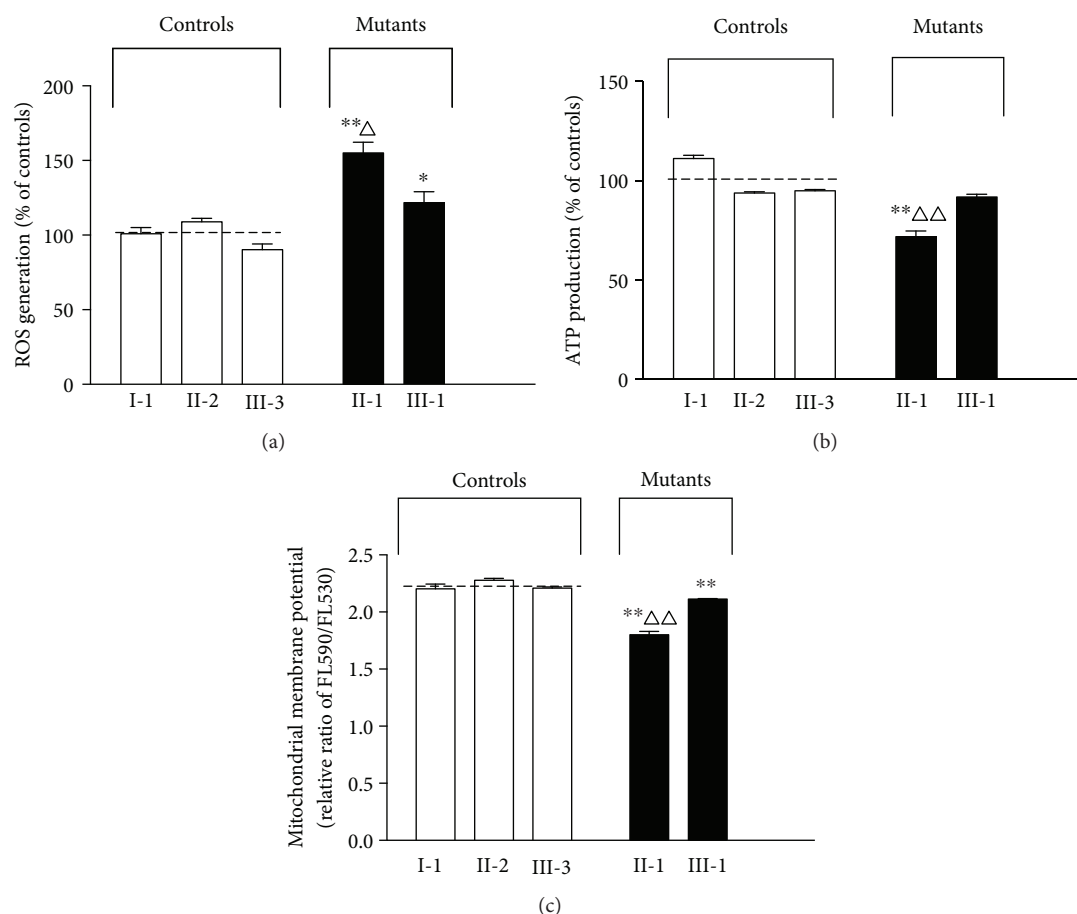 Controls
Mutants
ROS generation (% of controls)
200
150
100
50
0
**△
*
I-1 II-2 III-3 II-1 III-1
(a)
Controls
Mutants
ATP production (% of controls)
150
100
50
0
**△△
I-1 II-2 III-3 II-1 III-1
(b)
Controls
Mutants
Mitochondrial membrane potential
(relative ratio of FL590/FL530)
2.5
2.0
1.5
1.0
0.5
0.0
**△△
**
I-1 II-2 III-3 II-1 III-1
(c)